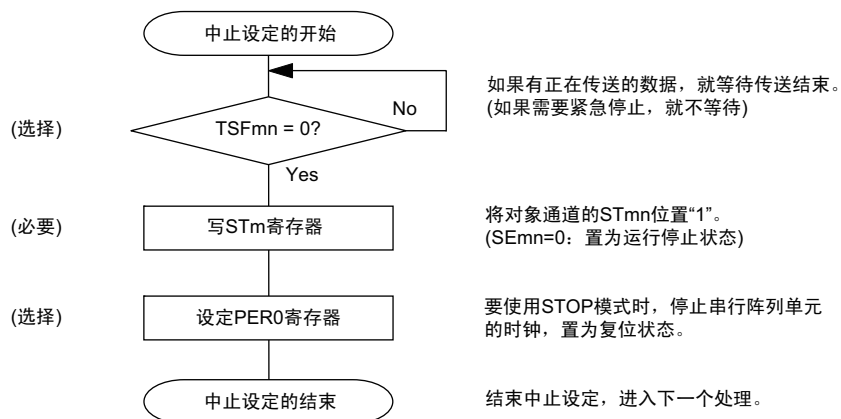 中止设定的开始
如果有正在传送的数据，就等待传送结束。
(如果需要紧急停止，就不等待)
No
(选择)
TSFmn = 0?
Yes
(必要)
写STm寄存器
将对象通道的STmn位置“1”。
(SEmn=0：置为运行停止状态)
(选择)
设定PER0寄存器
要使用STOP模式时，停止串行阵列单元
的时钟，置为复位状态。
中止设定的结束
结束中止设定，进入下一个处理。